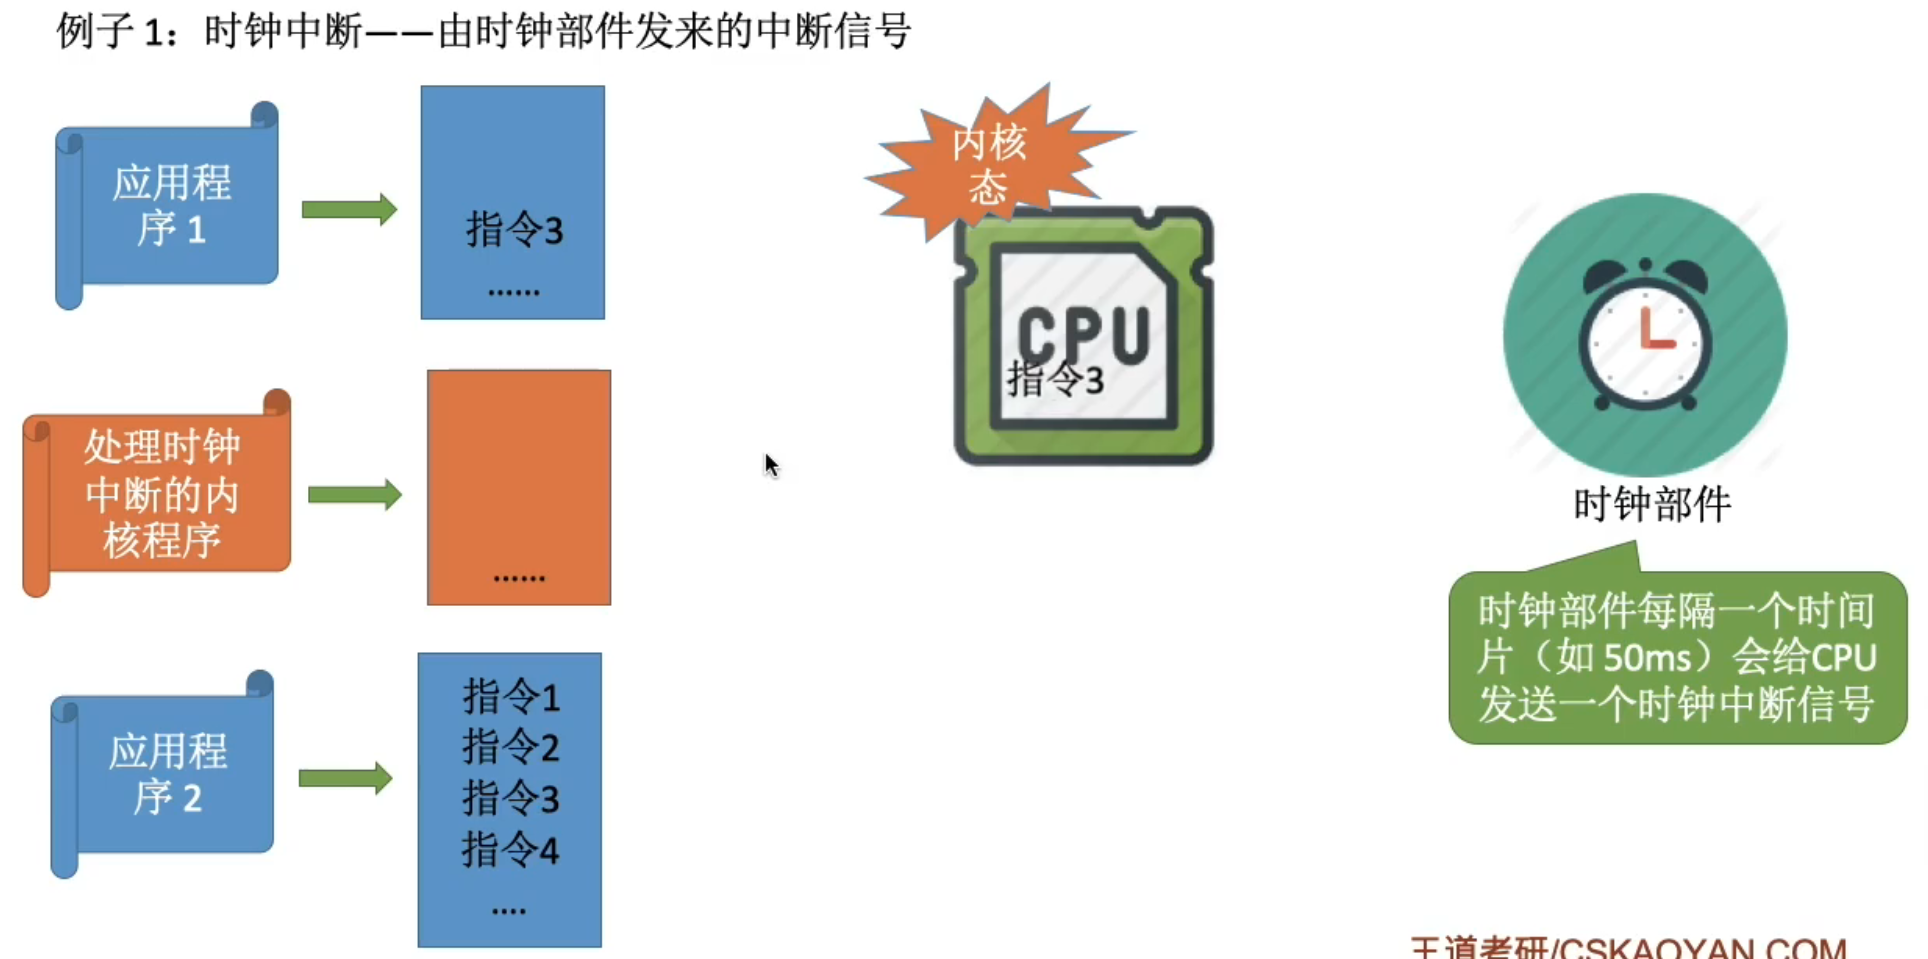 例子 1：时钟中断——由时钟部件发来的中断信号
应用程
序 1
指令3
......
内核
态
CPU
指令3
处理时钟
中断的内
核程序
......
时钟部件
时钟部件每隔一个时间
片（如 50ms）会给CPU
发送一个时钟中断信号
应用程
序 2
指令1
指令2
指令3
指令4
....
王道考研/CSKAOYAN.COM